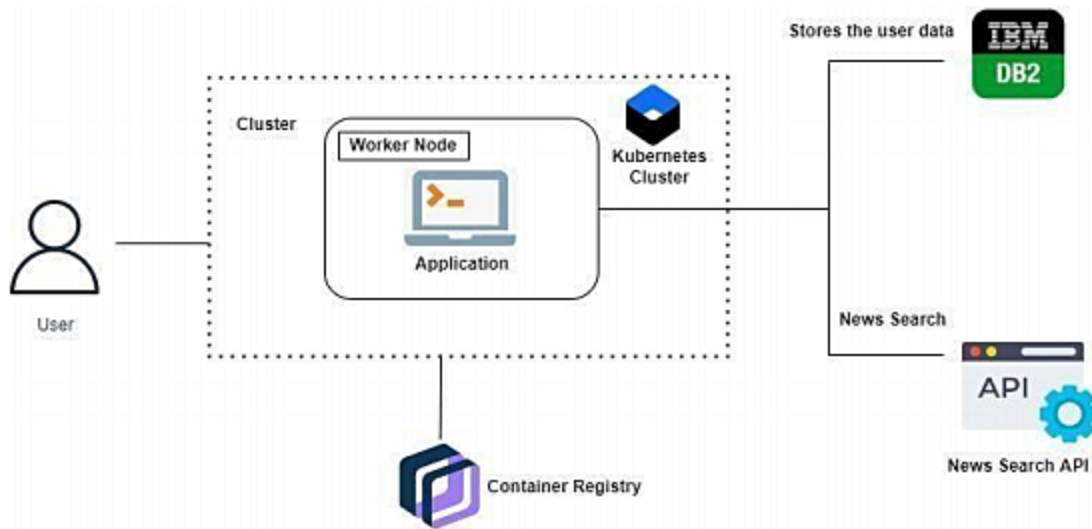 Stores the user data
IBM
DB2
Cluster
Worker Node
Kubernetes
Cluster
Application
User
News Search
API
News Search API
Container Registry